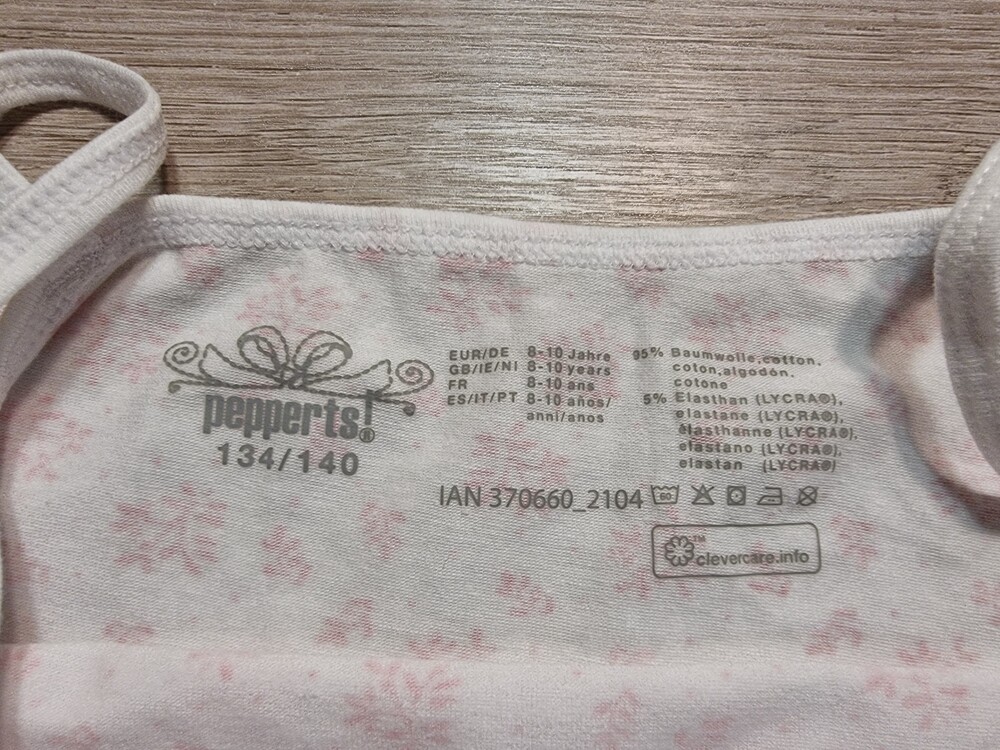 pepperts!®
134/140
EUR/DE 8-10 Jahre
GB/IE/NI 8-10 years
FR 8-10 ans
ES/IT/PT 8-10 años/
anni/anos
95% Baumwolle,cotton,
coton,algodón,
cotone
5% Elasthan (LYCRA®),
elastane (LYCRA®),
élasthanne (LYCRA®),
elastano (LYCRA®),
elastan (LYCRA®)
IAN 370660_2104
60
™
clevercare.info